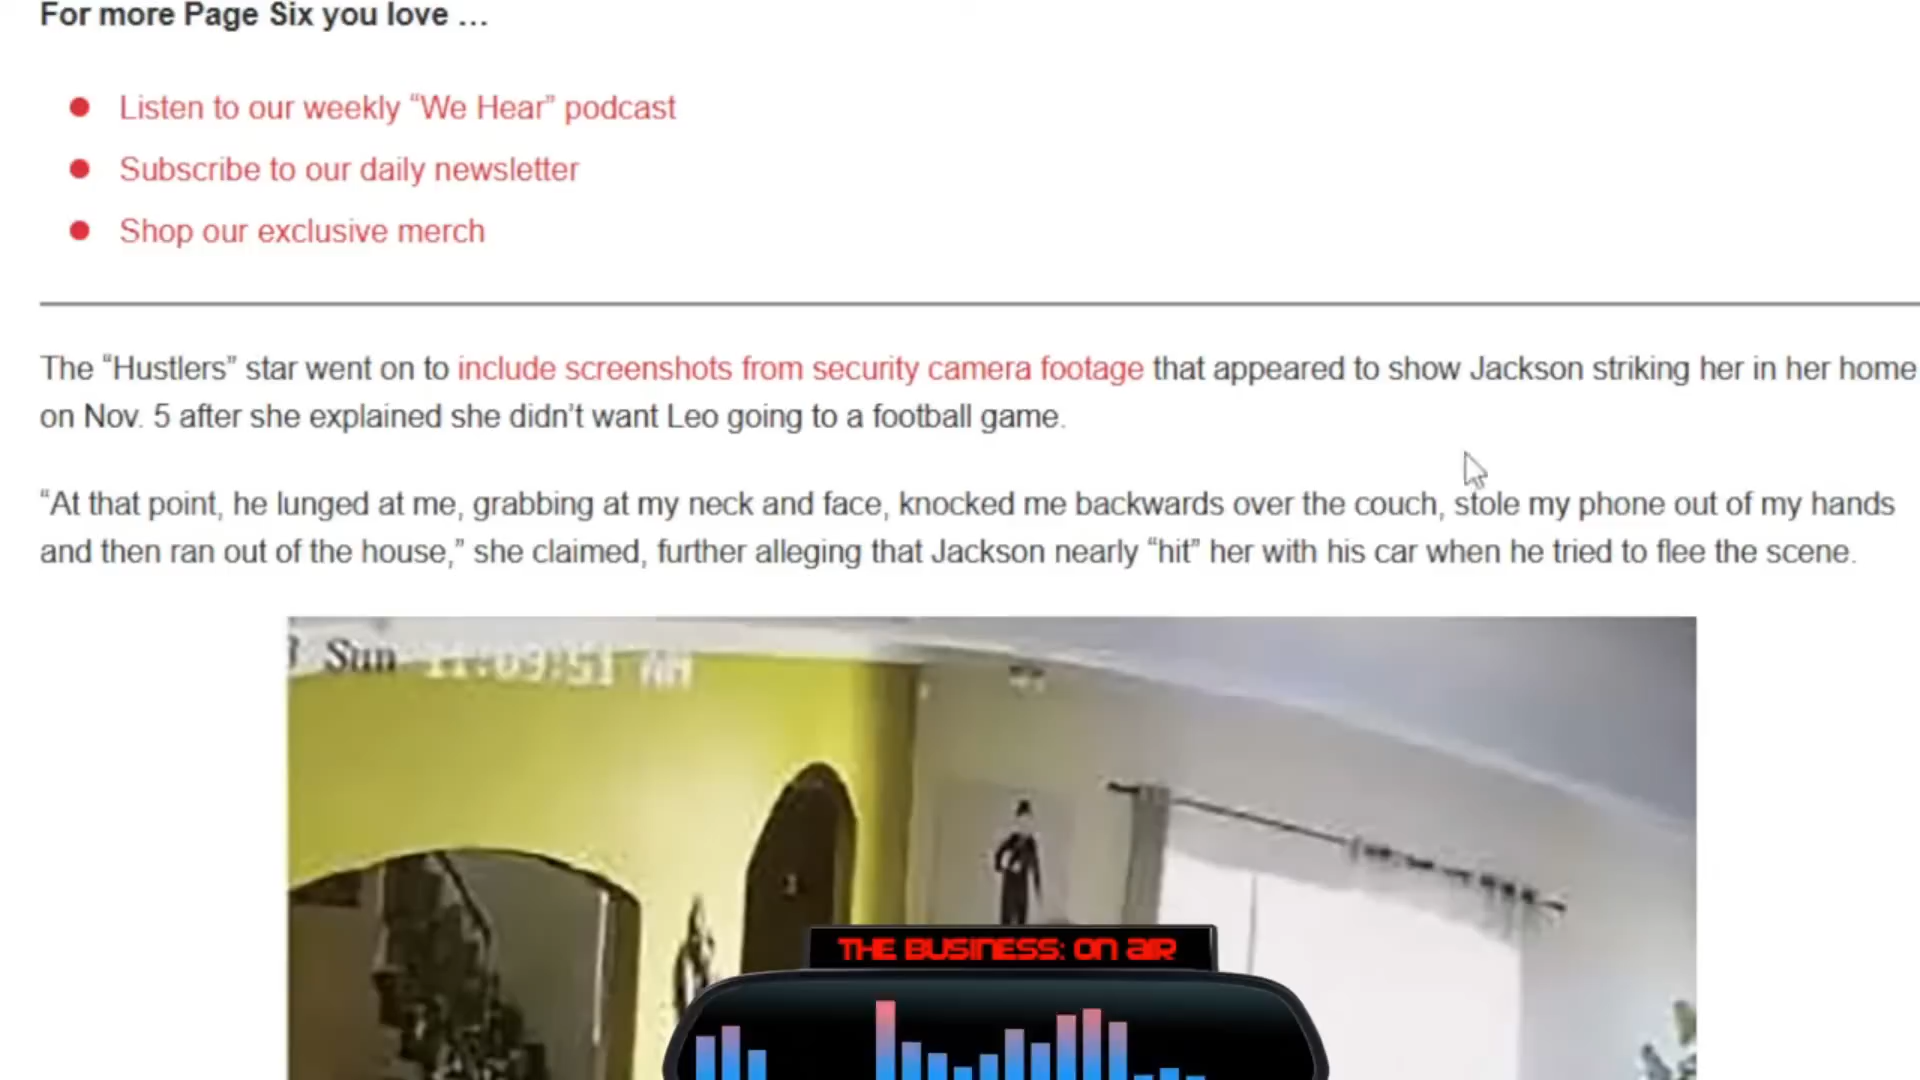 For more Page Six you love …
Listen to our weekly “We Hear” podcast
Subscribe to our daily newsletter
Shop our exclusive merch
The “Hustlers” star went on to include screenshots from security camera footage that appeared to show Jackson striking her in her home
on Nov. 5 after she explained she didn’t want Leo going to a football game.
“At that point, he lunged at me, grabbing at my neck and face, knocked me backwards over the couch, stole my phone out of my hands
and then ran out of the house,” she claimed, further alleging that Jackson nearly “hit” her with his car when he tried to flee the scene.
Sun
THE BUSINESS: ON AIR